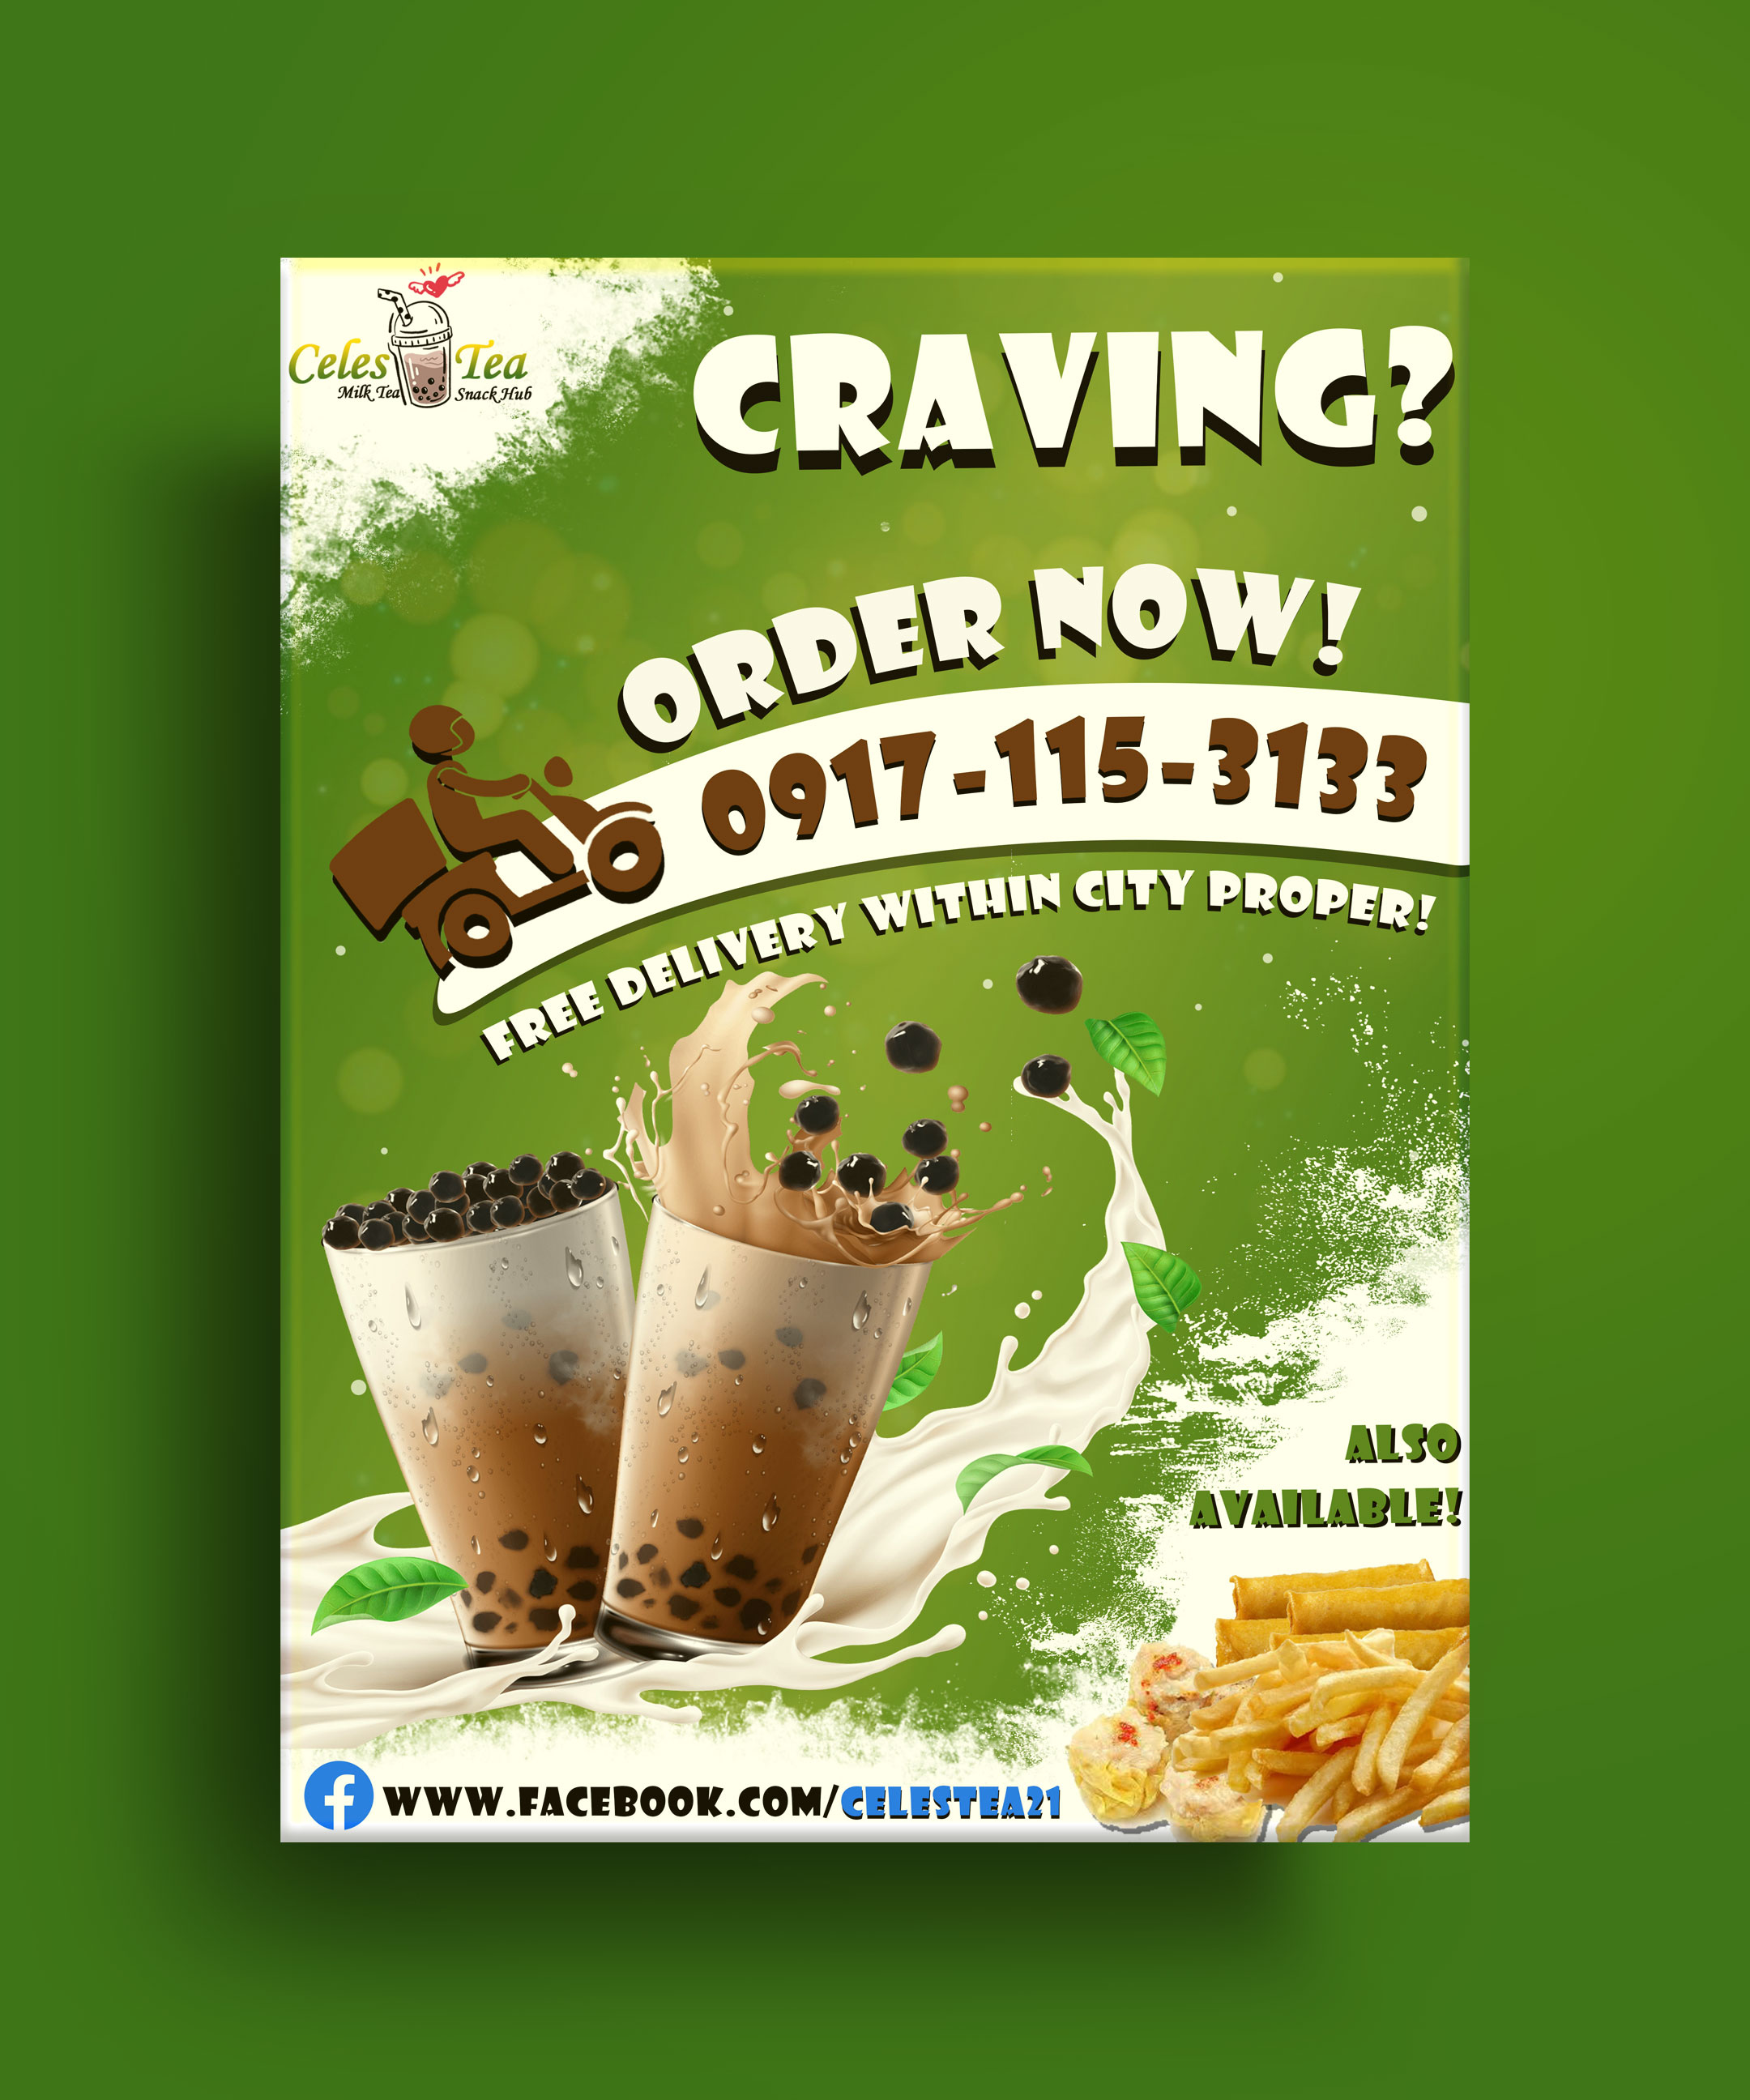 Celes Tea
Milk Tea Snack Hub
CRAVING?
ORDER NOW!
0917-115-3133
FREE DELIVERY WITHIN CITY PROPER!
ALSO
AVAILABLE!
WWW.FACEBOOK.COM/CELESTEA21